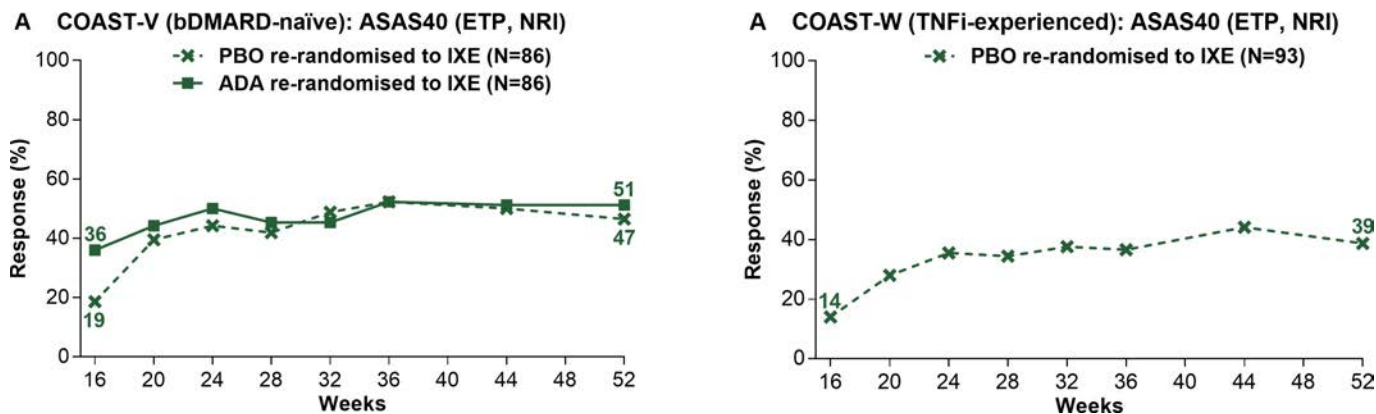 A COAST-V (bDMARD-naïve): ASAS40 (ETP, NRI)
PBO re-randomised to IXE (N=86)
ADA re-randomised to IXE (N=86)
Response (%)
100
80
60
40
20
0
36
19
51
47
16 20 24 28 32 36 40 44 48 52
Weeks
A COAST-W (TNFi-experienced): ASAS40 (ETP, NRI)
PBO re-randomised to IXE (N=93)
Response (%)
100
80
60
40
20
0
14
39
16 20 24 28 32 36 40 44 48 52
Weeks